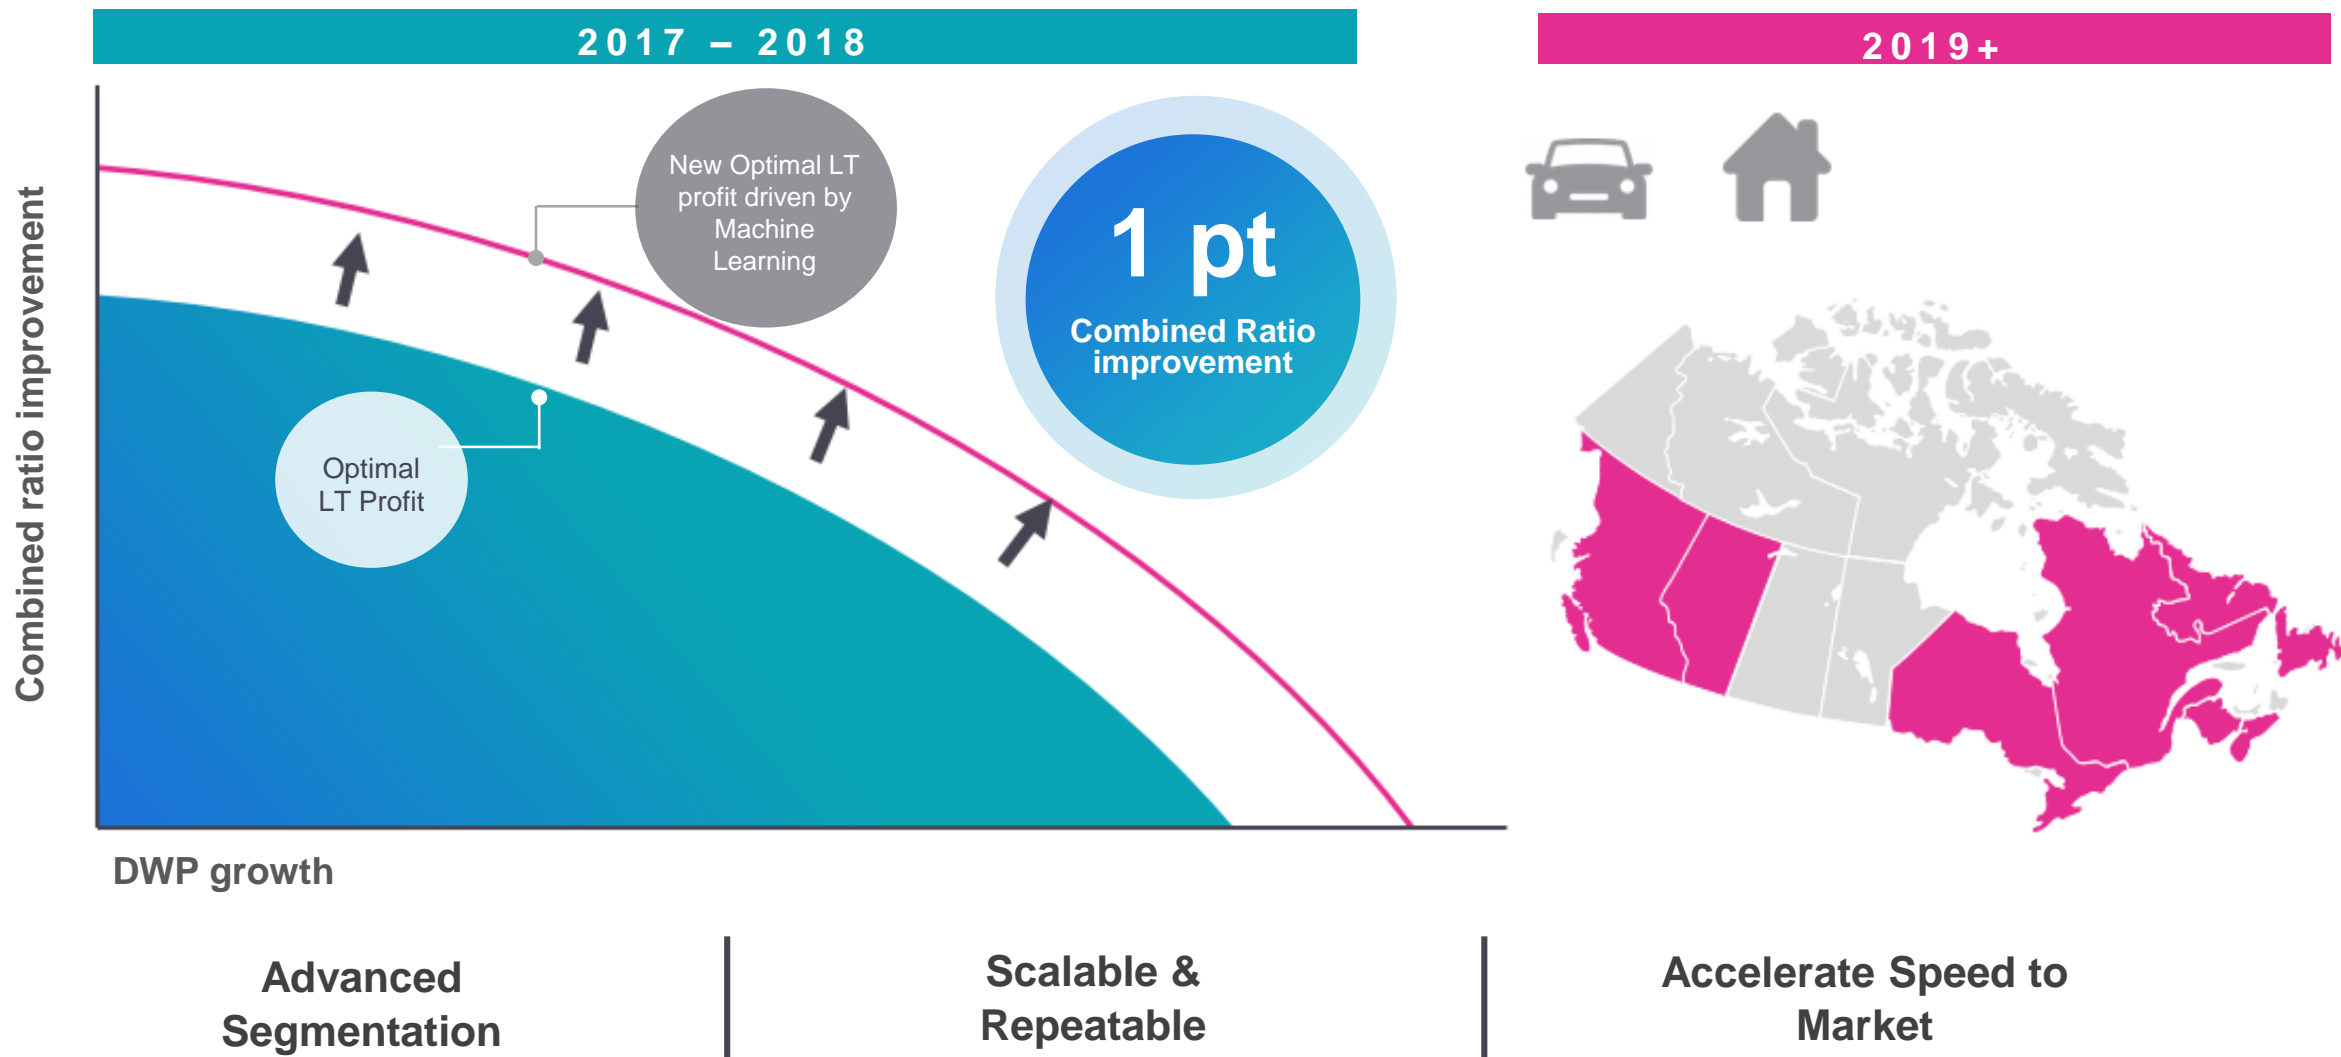 2017 – 2018
2019+
Combined ratio improvement
New Optimal LT
profit driven by
Machine
Learning
1 pt
Combined Ratio
improvement
Optimal
LT Profit
DWP growth
Advanced
Segmentation
Scalable &
Repeatable
Accelerate Speed to
Market